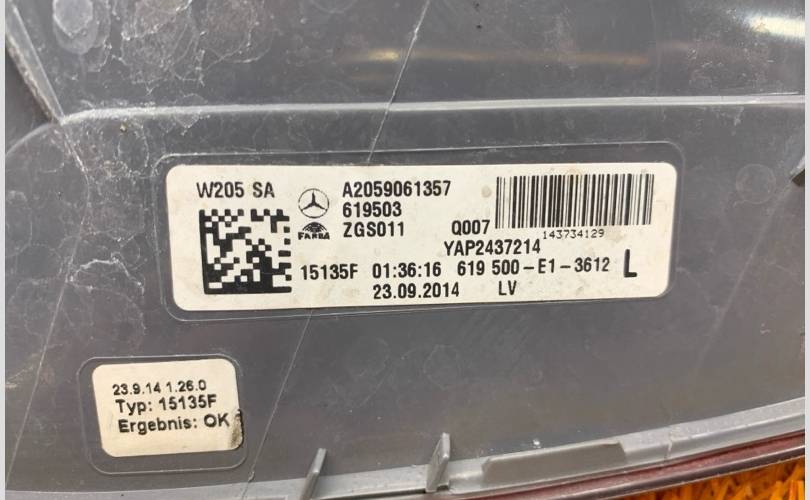 W205 SA
A2059061357
619503
FARBA
ZGS011
Q007
143734129
YAP2437214
15135F 01:36:16 619 500-E1-3612 L
23.09.2014 LV
23.9.14 1.26.0
Typ: 15135F
Ergebnis: OK